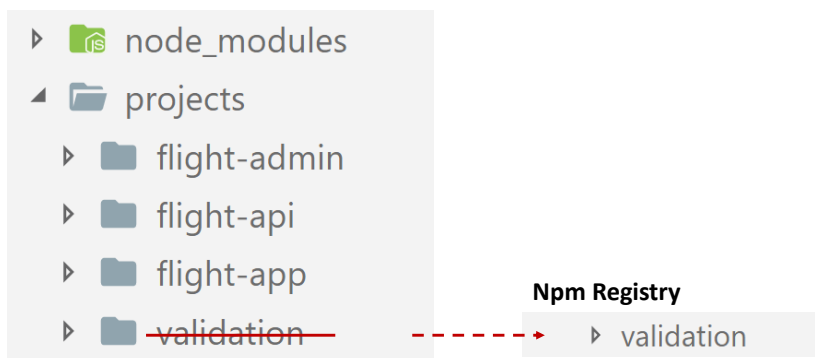 node_modules
projects
flight-admin
flight-api
flight-app
validation
Npm Registry
validation